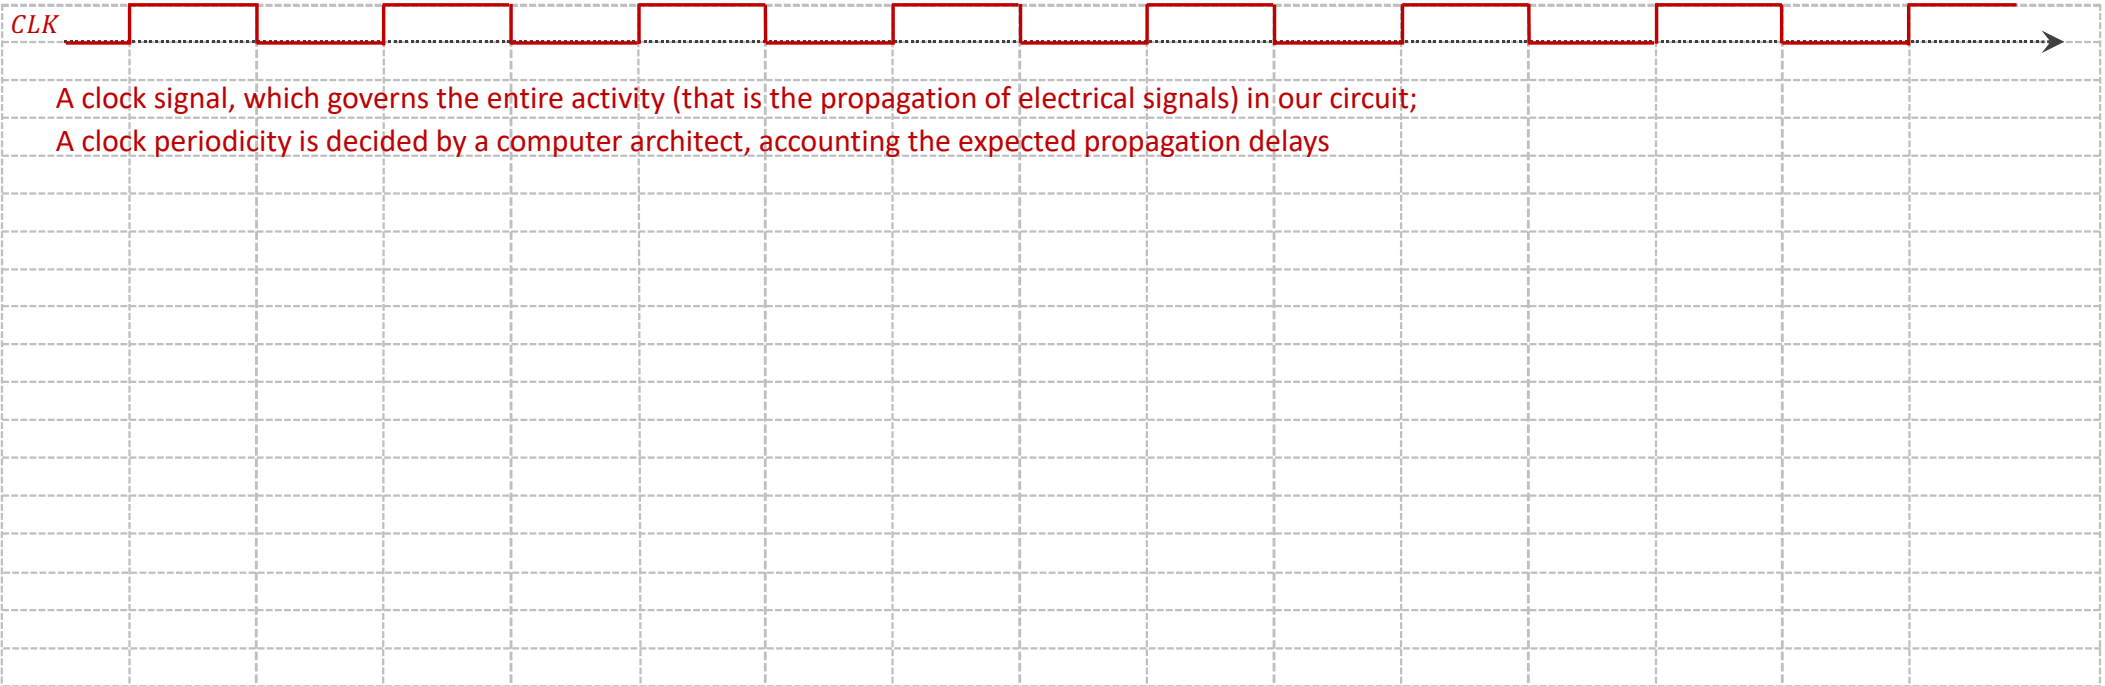 CLK
A clock signal, which governs the entire activity (that is the propagation of electrical signals) in our circuit;
A clock periodicity is decided by a computer architect, accounting the expected propagation delays